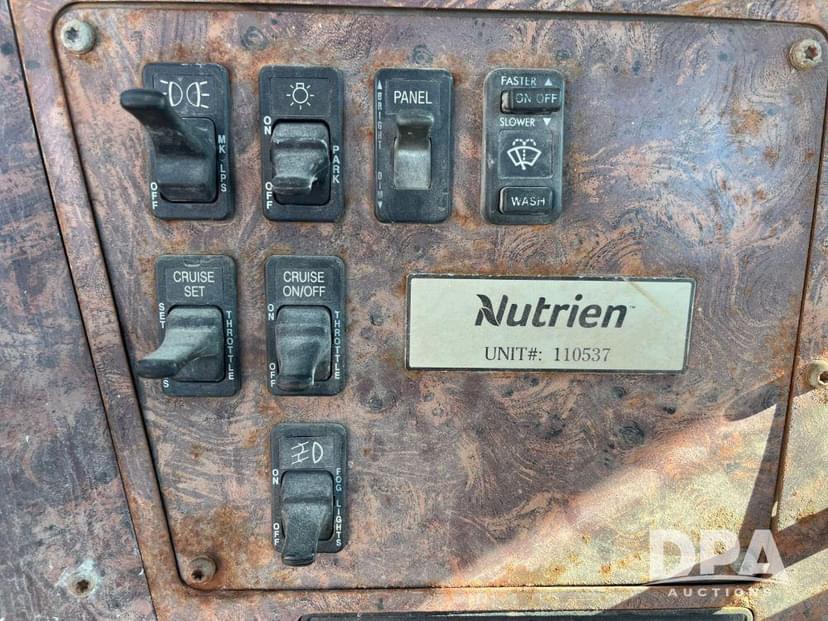 MK-LPS
OFF
ON
OFF
PARK
PANEL
BRIGHT
DIM
FASTER
ON OFF
SLOWER
WASH
CRUISE
SET
SET
THROTTLE
CRUISE
ON/OFF
ON
OFF
THROTTLE
Nutrien™
UNIT#: 110537
ON
OFF
FOG LIGHTS
DPA
AUCTIONS